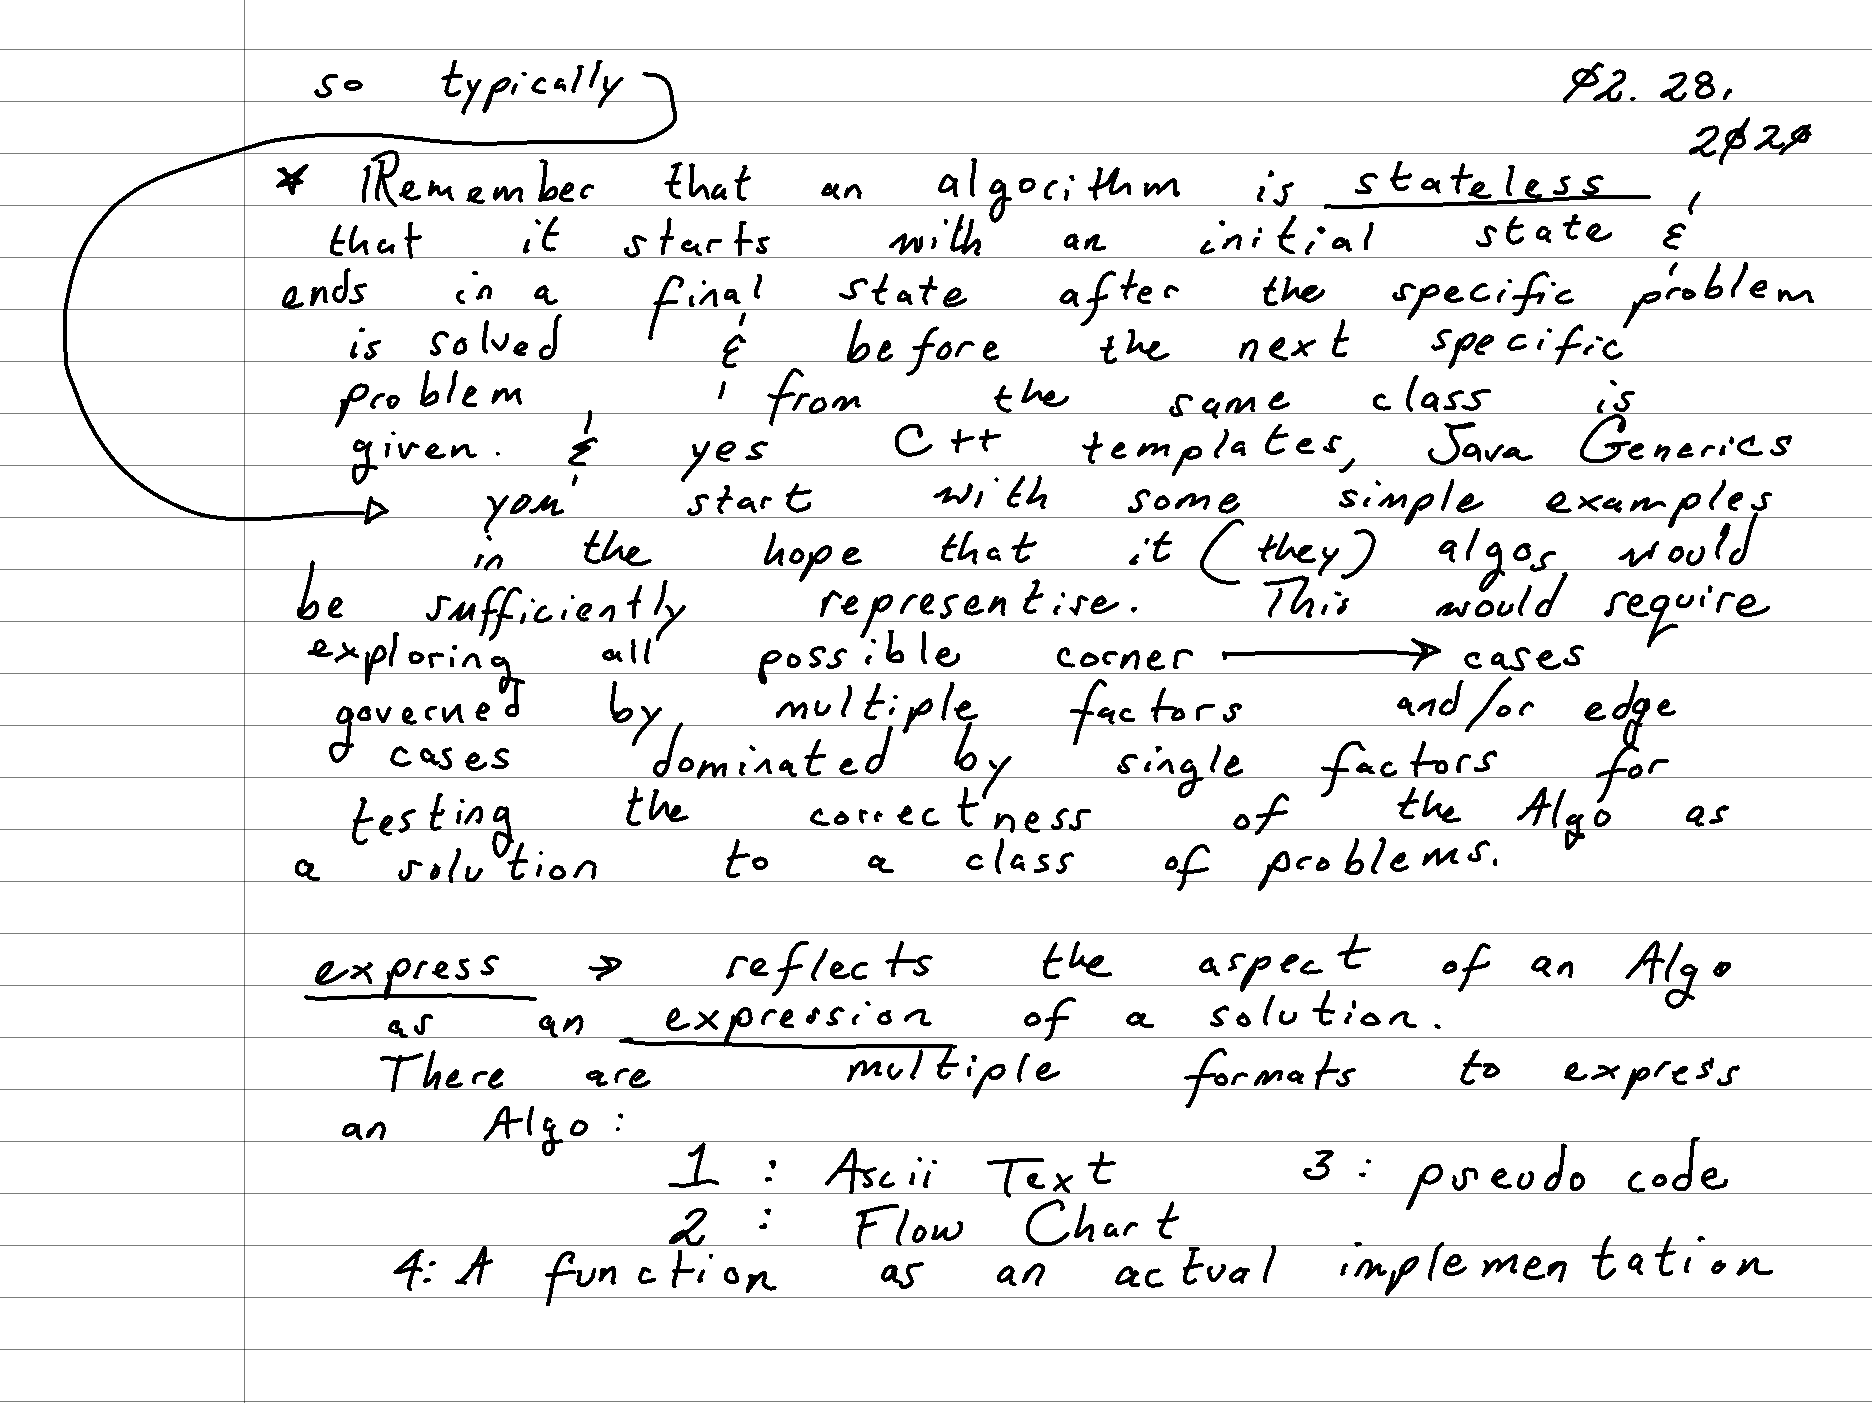 so typically
02. 28,
2020
* Remember that an algorithm is stateless
that it starts with an initial state &
ends in a final state after the specific problem
is solved & before the next specific
problem from the same class is
given. & yes C++ templates, Java Generics
you start with some simple examples
in the hope that it (they) algos would
be sufficiently representise. This would require
exploring all possible corner → cases
governed by multiple factors and/or edge
cases dominated by single factors for
testing the correctness of the Algo as
a solution to a class of problems.
express → reflects the aspect of an Algo
as an expression of a solution.
There are multiple formats to express
an Algo:
1 : Ascii Text 3 : pseudo code
2 : Flow Chart
4: A function as an actual implementation